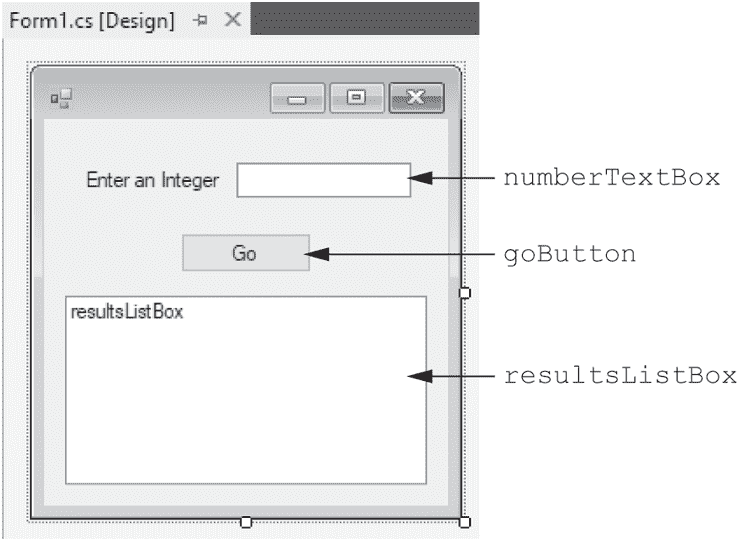 Form1.cs [Design]
Enter an Integer
numberTextBox
Go
goButton
resultsListBox
resultsListBox